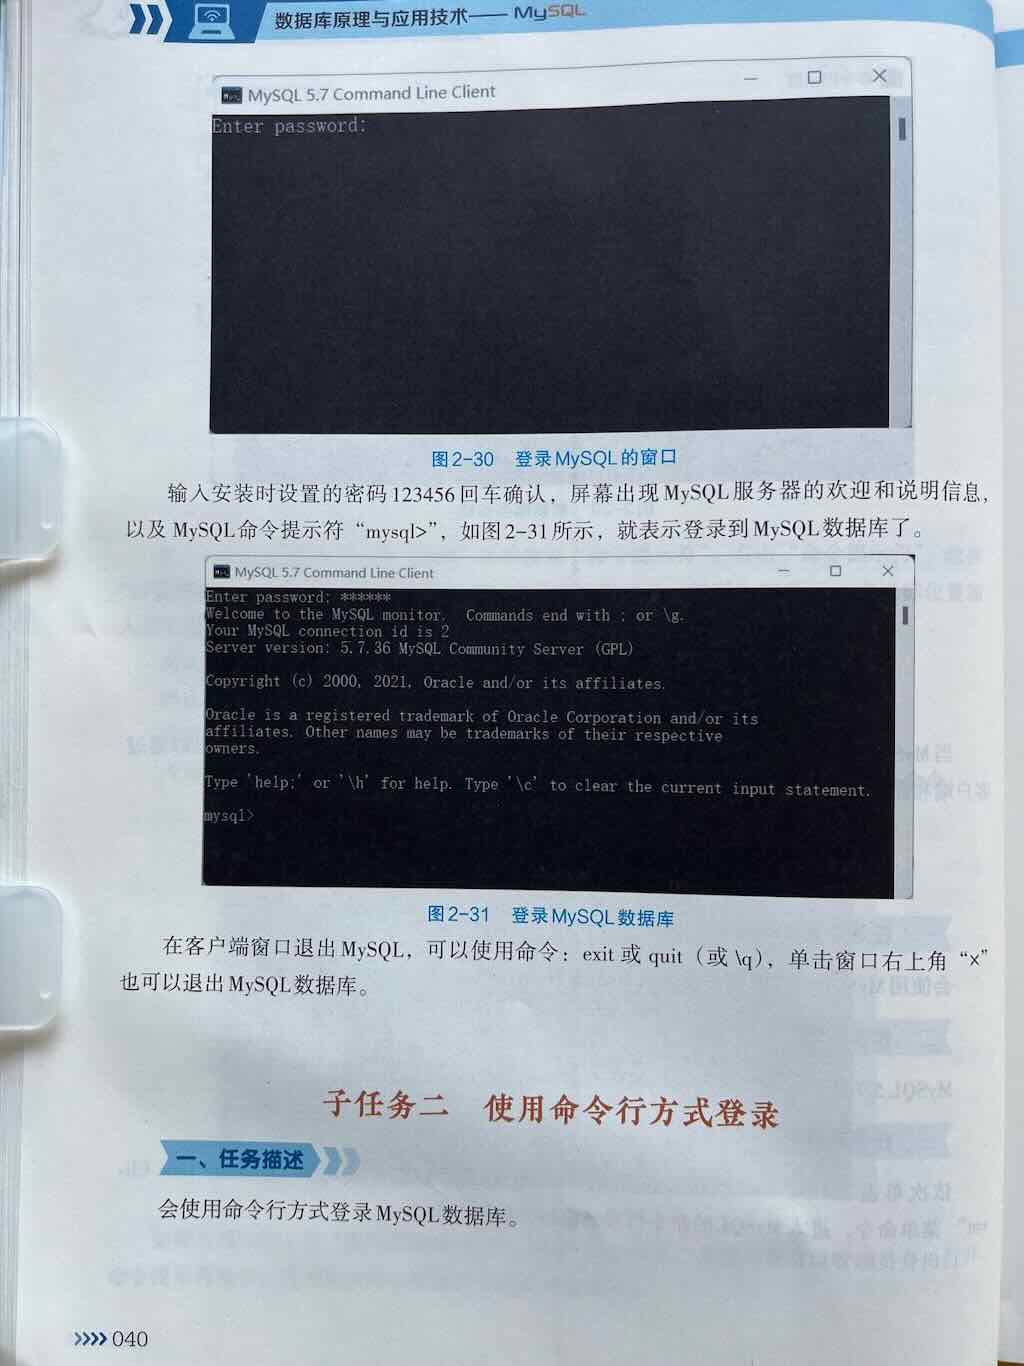 数据库原理与应用技术—— MySQL
MySQL 5.7 Command Line Client
Enter password:
图2-30 登录MySQL的窗口
输入安装时设置的密码123456回车确认，屏幕出现MySQL服务器的欢迎和说明信息，
以及MySQL命令提示符“mysql>”，如图2-31所示，就表示登录到MySQL数据库了。
MySQL 5.7 Command Line Client
Enter password: ******
Welcome to the MySQL monitor.  Commands end with ; or \g.
Your MySQL connection id is 2
Server version: 5.7.36 MySQL Community Server (GPL)
Copyright (c) 2000, 2021, Oracle and/or its affiliates.
Oracle is a registered trademark of Oracle Corporation and/or its
affiliates. Other names may be trademarks of their respective
owners.
Type 'help;' or '\h' for help. Type '\c' to clear the current input statement.
mysql>
图2-31 登录MySQL数据库
在客户端窗口退出MySQL，可以使用命令：exit或quit（或\q），单击窗口右上角“×”
也可以退出MySQL数据库。
子任务二 使用命令行方式登录
一、任务描述
会使用命令行方式登录MySQL数据库。
040